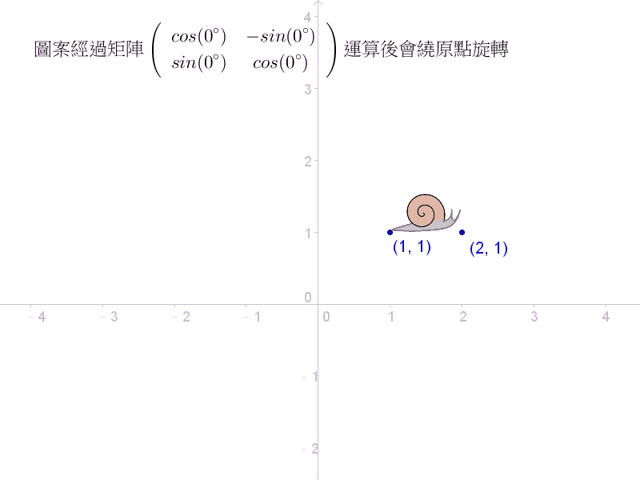 圖案經過矩陣 ( cos(0°) −sin(0°) ) 運算後會繞原點旋轉
sin(0°) cos(0°)
4
3
2
1
(1, 1) (2, 1)
0
−4 −3 −2 −1 0 1 2 3 4
−1
−2